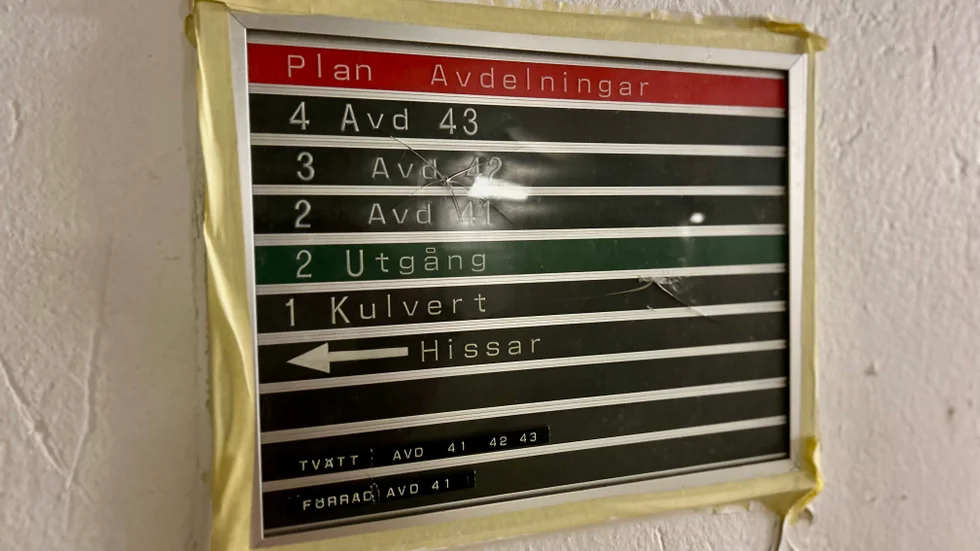 Plan Avdelningar
4 Avd 43
3 Avd 42
2 Avd 41
2 Utgång
1 Kulvert
Hissar
TVÄTT AVD 41 42 43
FÖRRÅD AVD 41